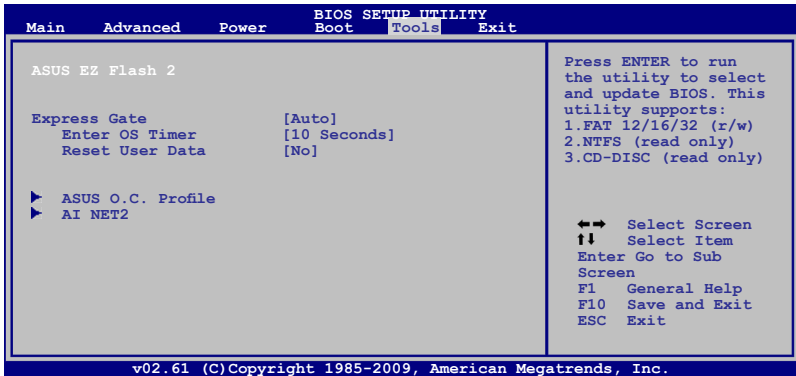 BIOS SETUP UTILITY
Main Advanced Power Boot Tools Exit
ASUS EZ Flash 2
Express Gate [Auto]
Enter OS Timer [10 Seconds]
Reset User Data [No]
ASUS O.C. Profile
AI NET2
Press ENTER to run
the utility to select
and update BIOS. This
utility supports:
1.FAT 12/16/32 (r/w)
2.NTFS (read only)
3.CD-DISC (read only)
←→ Select Screen
↑↓ Select Item
Enter Go to Sub
Screen
F1 General Help
F10 Save and Exit
ESC Exit
v02.61 (C)Copyright 1985-2009, American Megatrends, Inc.